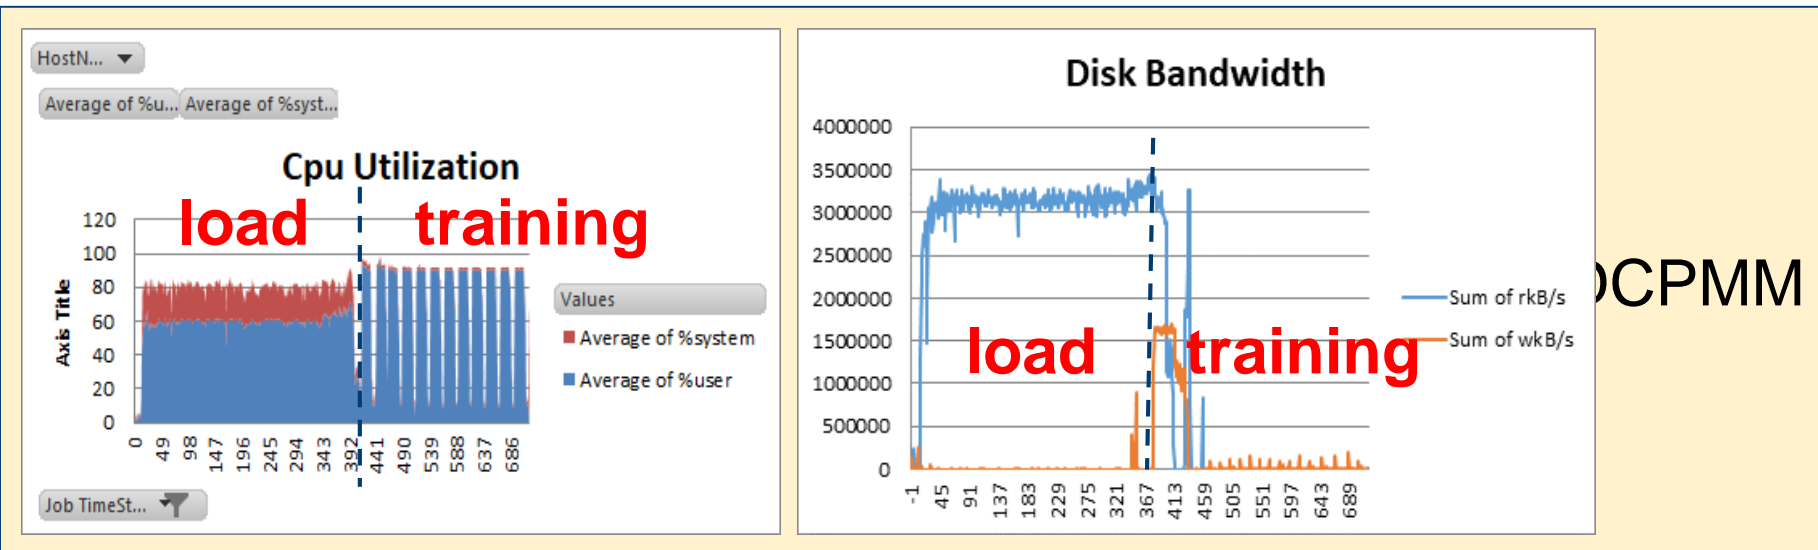 HostN...
Average of %u... Average of %syst...
Cpu Utilization
load training
Axis Title
120
100
80
60
40
20
0
0 49 98 147 196 245 294 343 392 441 490 539 588 637 686
Values
Average of %system
Average of %user
Job TimeSt...
Disk Bandwidth
4000000
3500000
3000000
2500000
2000000
1500000
1000000
500000
0
load training
-1 45 91 137 183 229 275 321 367 413 459 505 551 597 643 689
Sum of rkB/s
Sum of wkB/s
CPMM